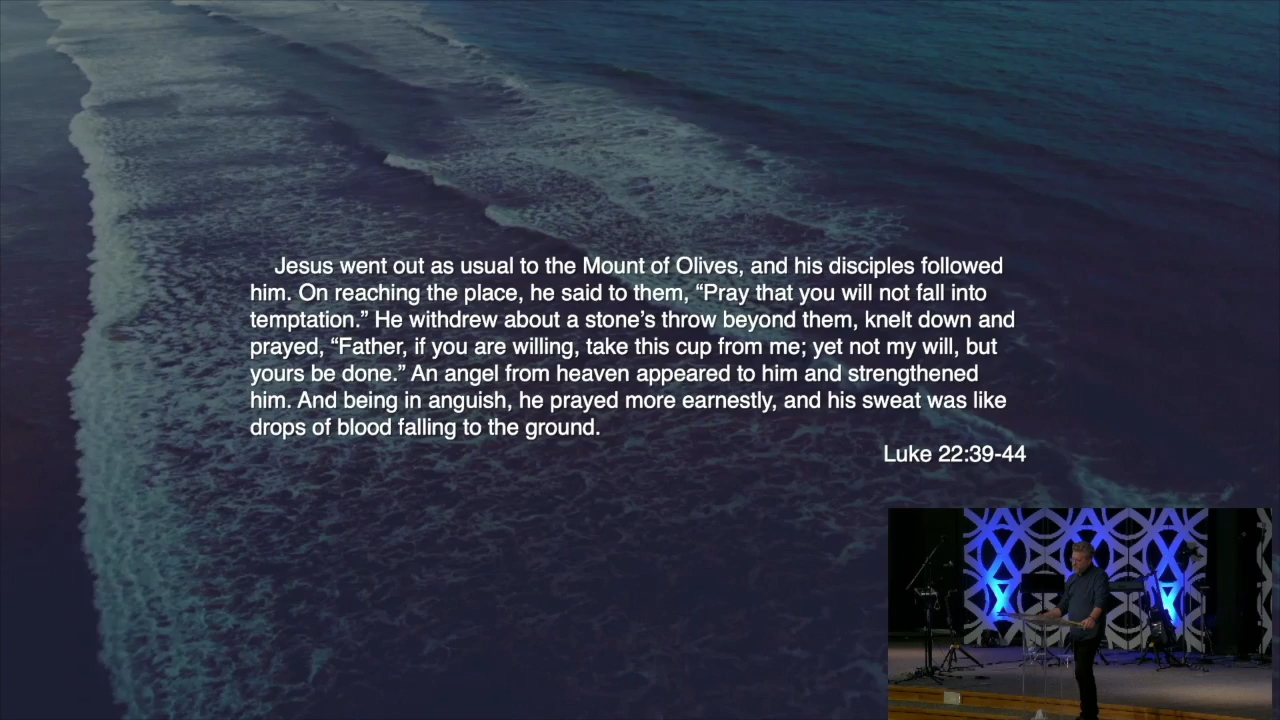 Jesus went out as usual to the Mount of Olives, and his disciples followed
him. On reaching the place, he said to them, “Pray that you will not fall into
temptation.” He withdrew about a stone’s throw beyond them, knelt down and
prayed, “Father, if you are willing, take this cup from me; yet not my will, but
yours be done.” An angel from heaven appeared to him and strengthened
him. And being in anguish, he prayed more earnestly, and his sweat was like
drops of blood falling to the ground.
Luke 22:39-44